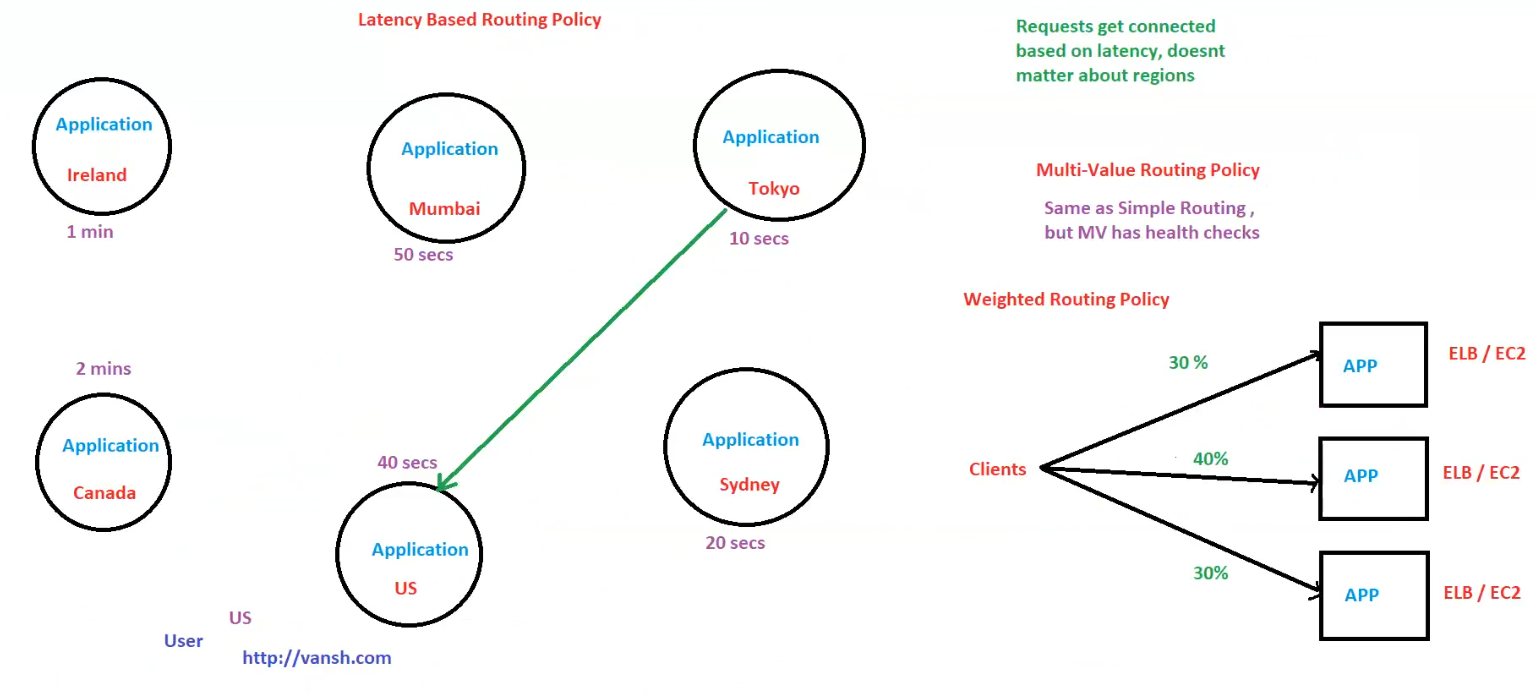 Latency Based Routing Policy
Requests get connected
based on latency, doesnt
matter about regions
Application
Ireland
1 min
Application
Mumbai
50 secs
Application
Tokyo
10 secs
2 mins
Application
Canada
40 secs
Application
US
Application
Sydney
20 secs
US
User
http://vansh.com
Multi-Value Routing Policy
Same as Simple Routing ,
but MV has health checks
Weighted Routing Policy
Clients
30 %
40%
30%
APP
ELB / EC2
APP
ELB / EC2
APP
ELB / EC2